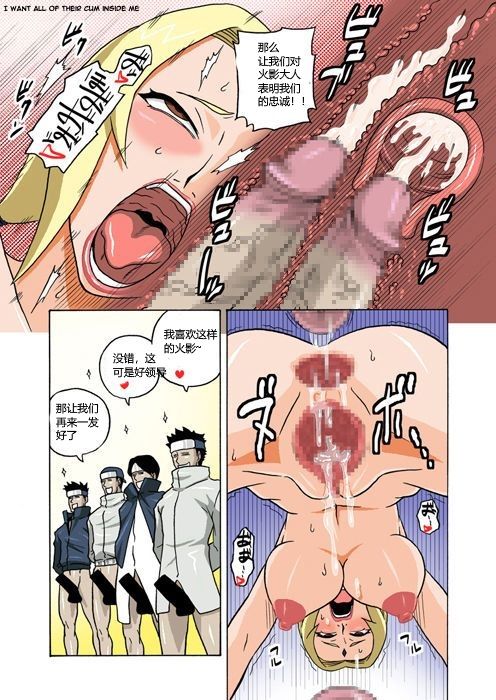 I WANT ALL OF THEIR CUM INSIDE ME
那么
让我们对
火影大人
表明我们
的忠诚！！
我喜欢这样
的火影~
没错，这
可是好领导
那让我们
再来一发
好了